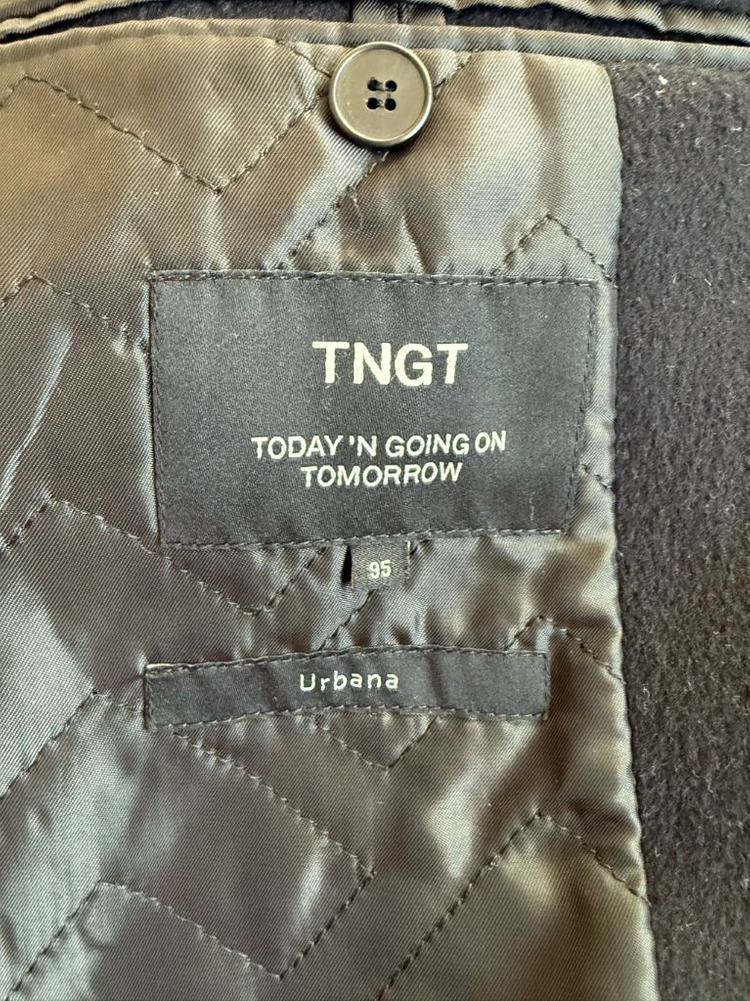 TNGT
TODAY 'N GOING ON
TOMORROW
95
Urbana